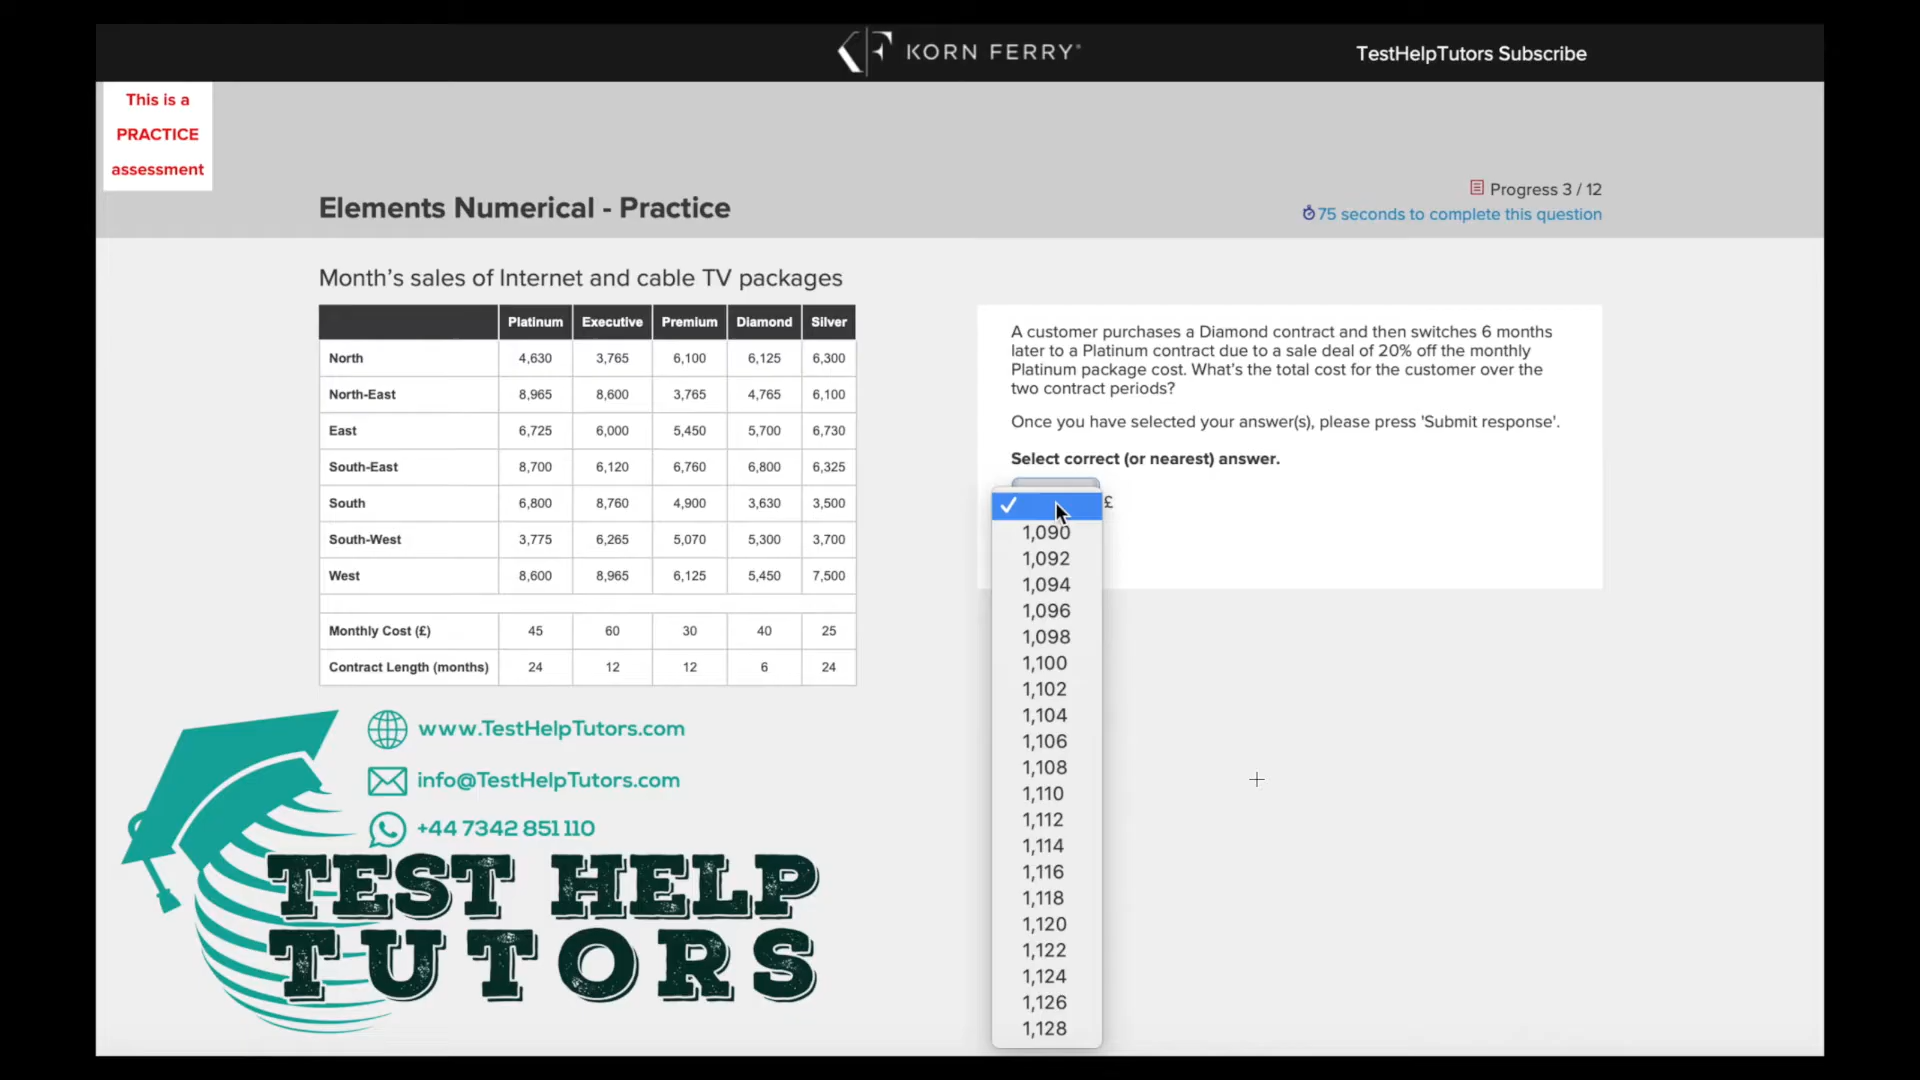 KORN FERRY®
TestHelpTutors Subscribe
This is a
PRACTICE
assessment
Elements Numerical - Practice
Progress 3 / 12
75 seconds to complete this question
Month's sales of Internet and cable TV packages
Platinum Executive Premium Diamond Silver
North 4,630 3,765 6,100 6,125 6,300
North-East 8,965 8,600 3,765 4,765 6,100
East 6,725 6,000 5,450 5,700 6,730
South-East 8,700 6,120 6,760 6,800 6,325
South 6,800 8,760 4,900 3,630 3,500
South-West 3,775 6,265 5,070 5,300 3,700
West 8,600 8,965 6,125 5,450 7,500
Monthly Cost (£) 45 60 30 40 25
Contract Length (months) 24 12 12 6 24
A customer purchases a Diamond contract and then switches 6 months
later to a Platinum contract due to a sale deal of 20% off the monthly
Platinum package cost. What's the total cost for the customer over the
two contract periods?
Once you have selected your answer(s), please press 'Submit response'.
Select correct (or nearest) answer.
£
1,090
1,092
1,094
1,096
1,098
1,100
1,102
1,104
1,106
1,108
1,110
1,112
1,114
1,116
1,118
1,120
1,122
1,124
1,126
1,128
www.TestHelpTutors.com
info@TestHelpTutors.com
+44 7342 851 110
TEST HELP
TUTORS